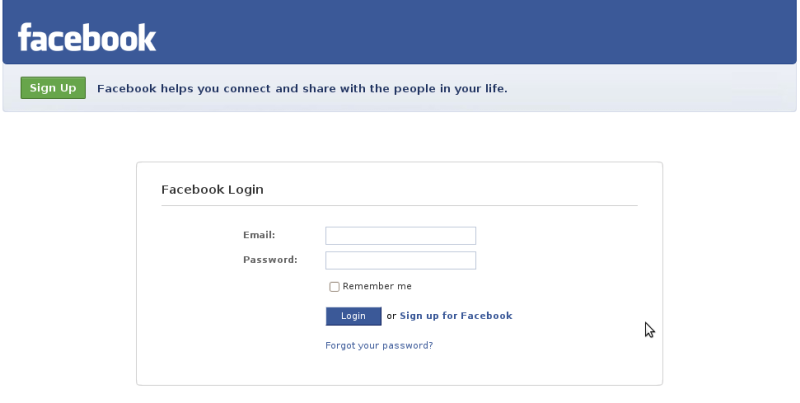 facebook
Sign Up Facebook helps you connect and share with the people in your life.
Facebook Login
Email:
Password:
Remember me
Login or Sign up for Facebook
Forgot your password?